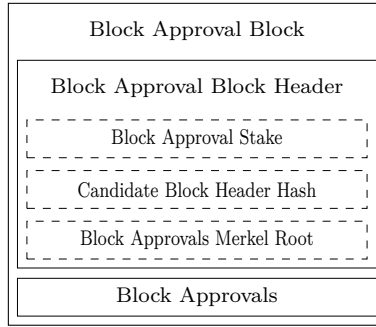 Block Approval Block
Block Approval Block Header
Block Approval Stake
Candidate Block Header Hash
Block Approvals Merkel Root
Block Approvals